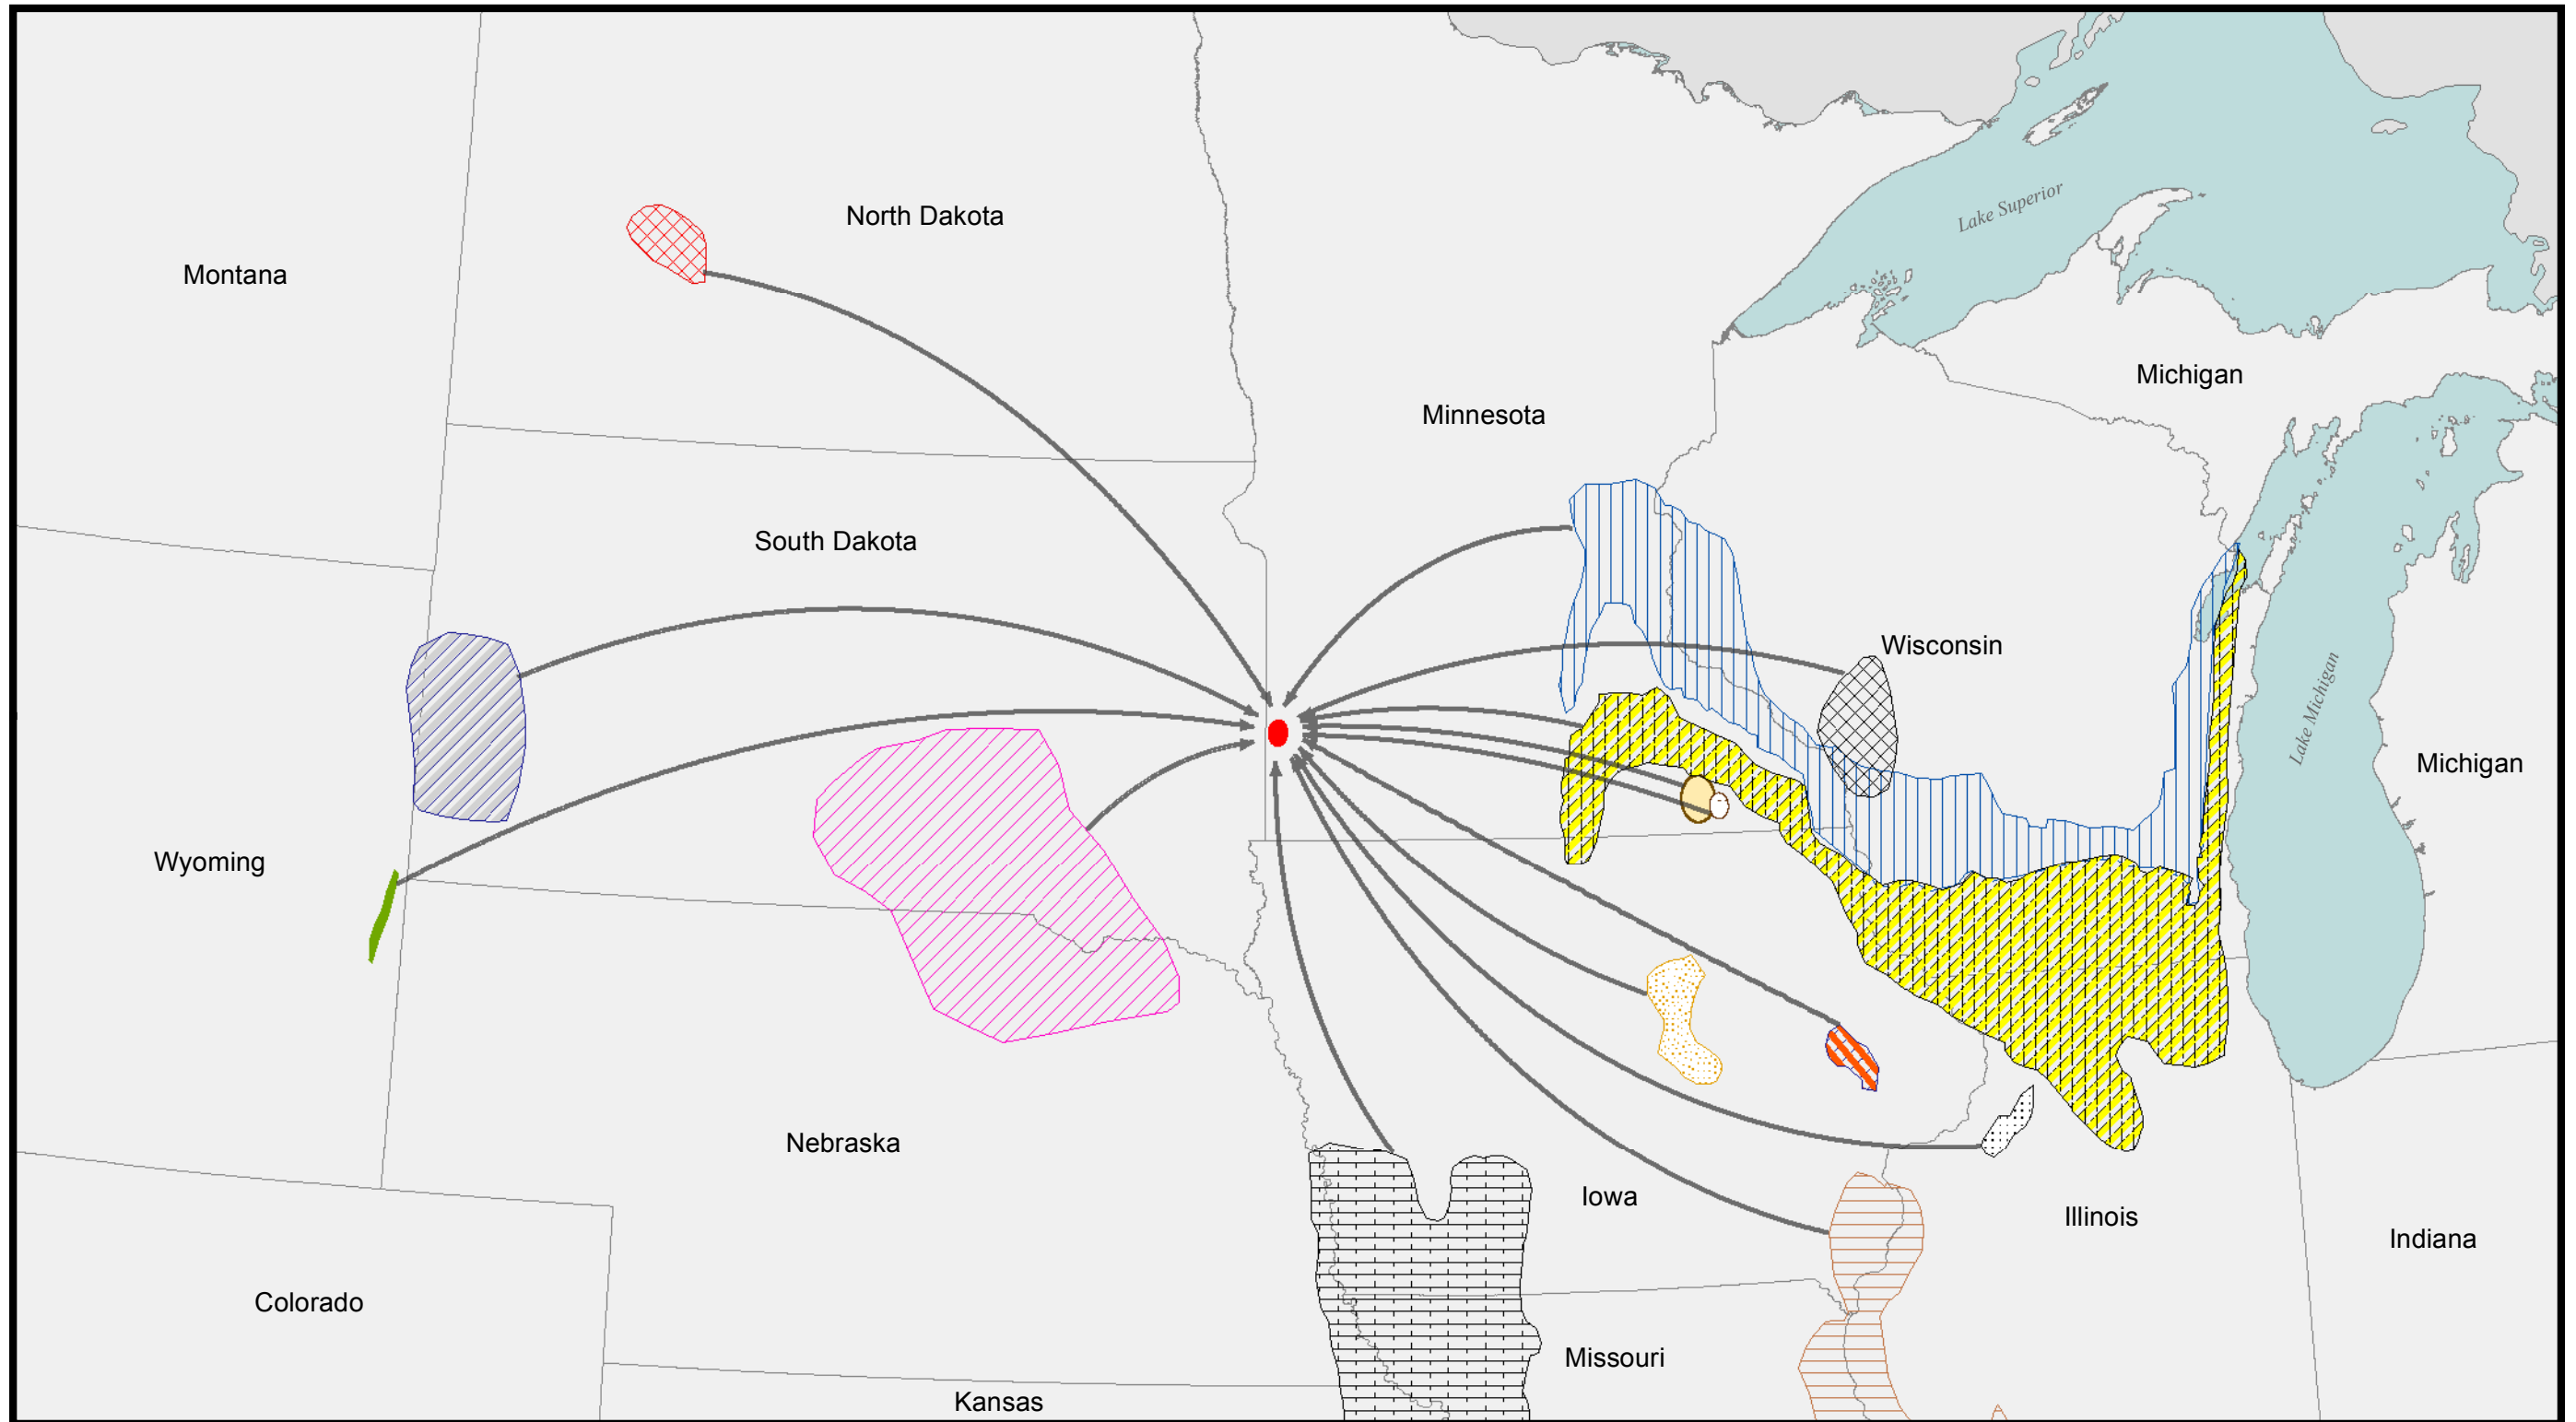 North Dakota
Lake Superior
Montana
Michigan
Minnesota
South Dakota
Wisconsin
Lake Michigan
Michigan
Wyoming
Nebraska
Iowa
Illinois
Indiana
Colorado
Missouri
Kansas